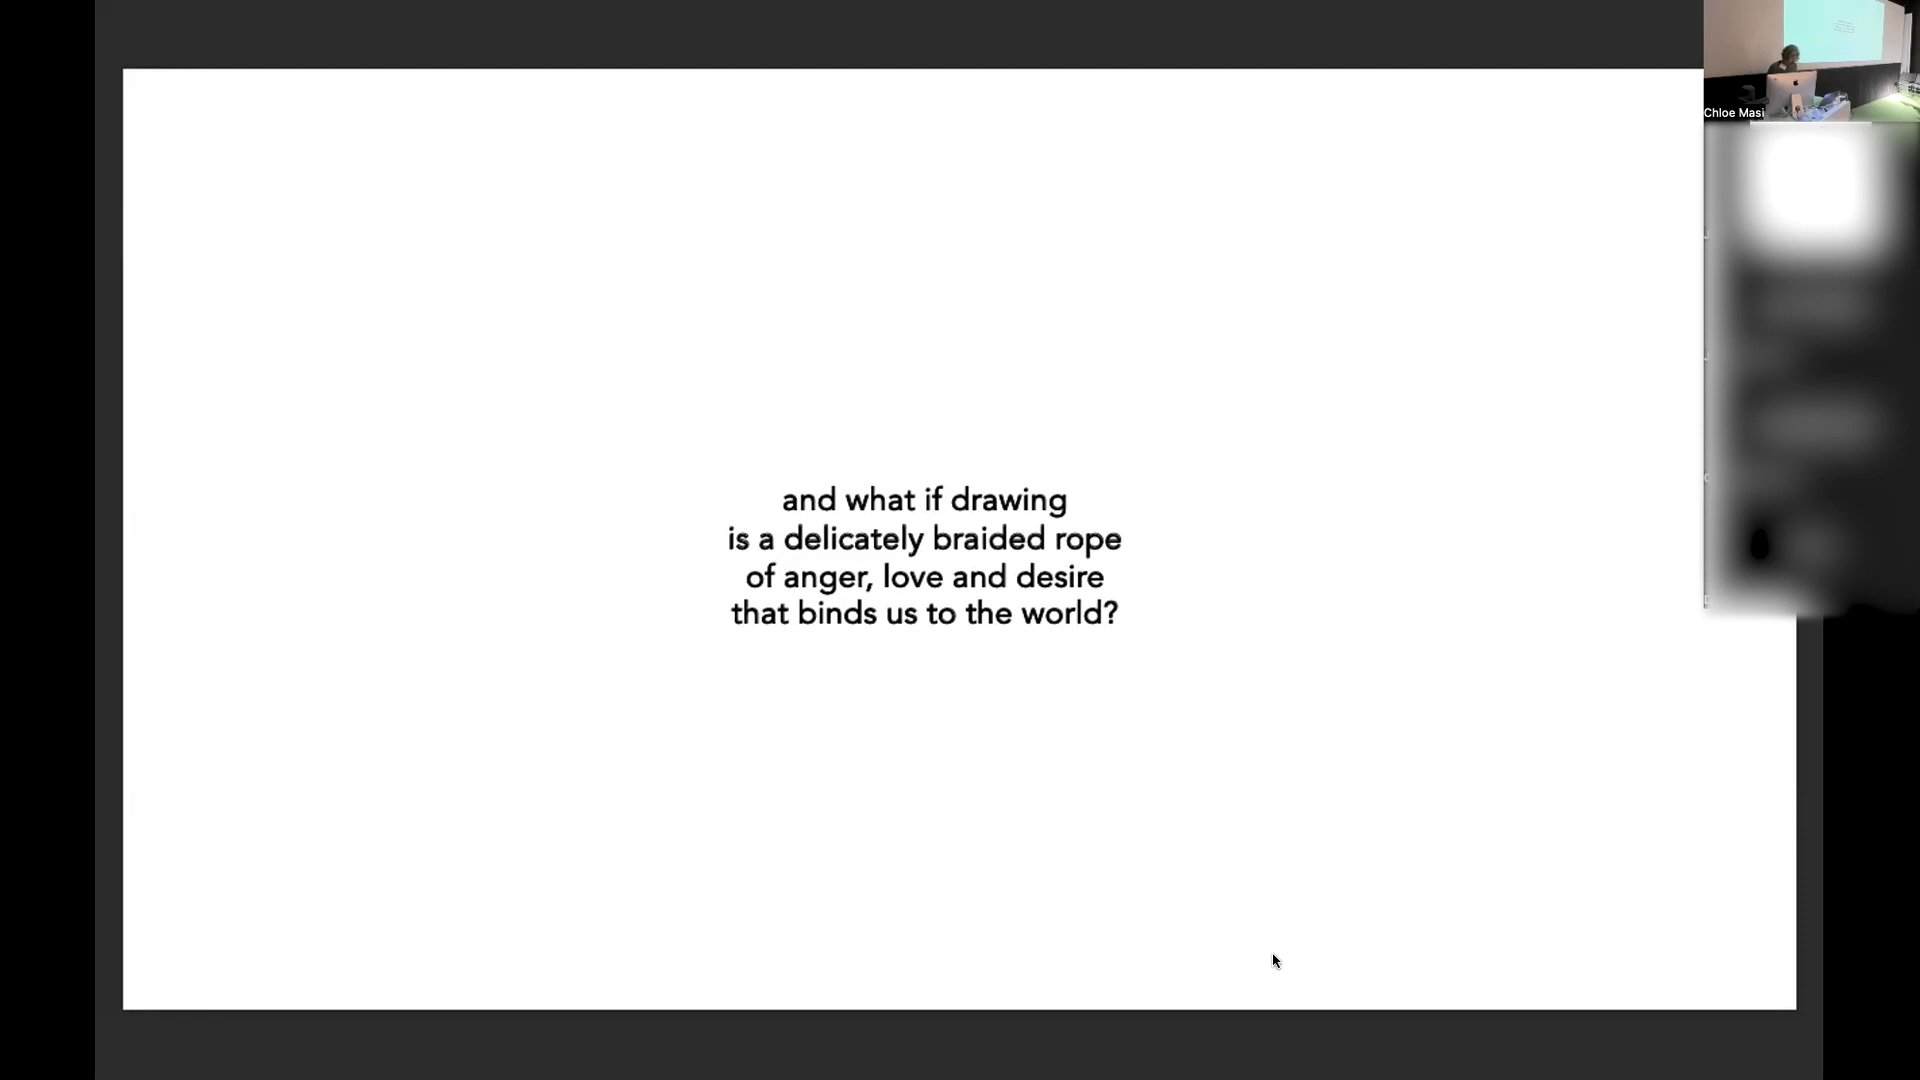 and what if drawing
is a delicately braided rope
of anger, love and desire
that binds us to the world?
Chloe Masi